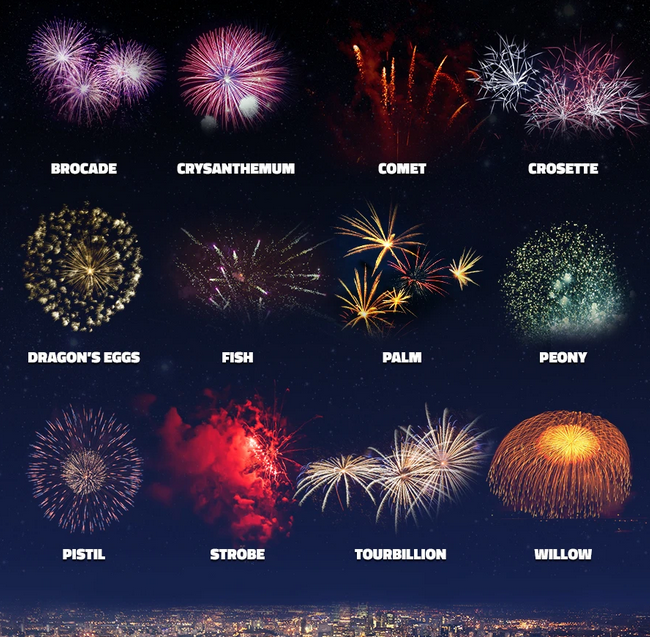 BROCADE
CRYSANTHEMUM
COMET
CROSETTE
DRAGON'S EGGS
FISH
PALM
PEONY
PISTIL
STROBE
TOURBILLION
WILLOW